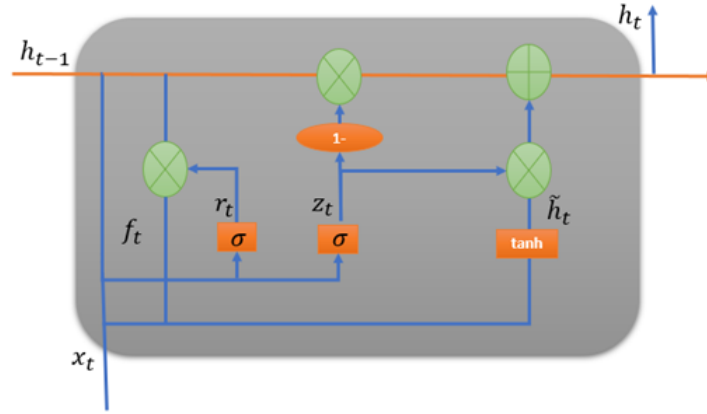 h_t
h_{t-1}
1-
r_t
z_t
h̃_t
f_t
σ
σ
tanh
x_t